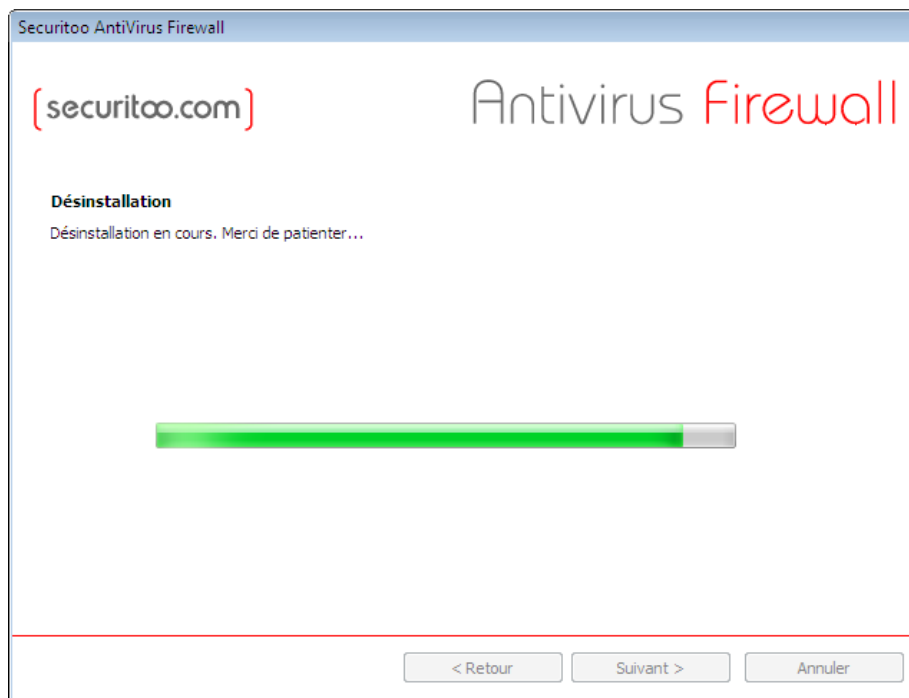 Securitoo AntiVirus Firewall
(securitoo.com)
Antivirus Firewall
Désinstallation
Désinstallation en cours. Merci de patienter...
< Retour
Suivant >
Annuler